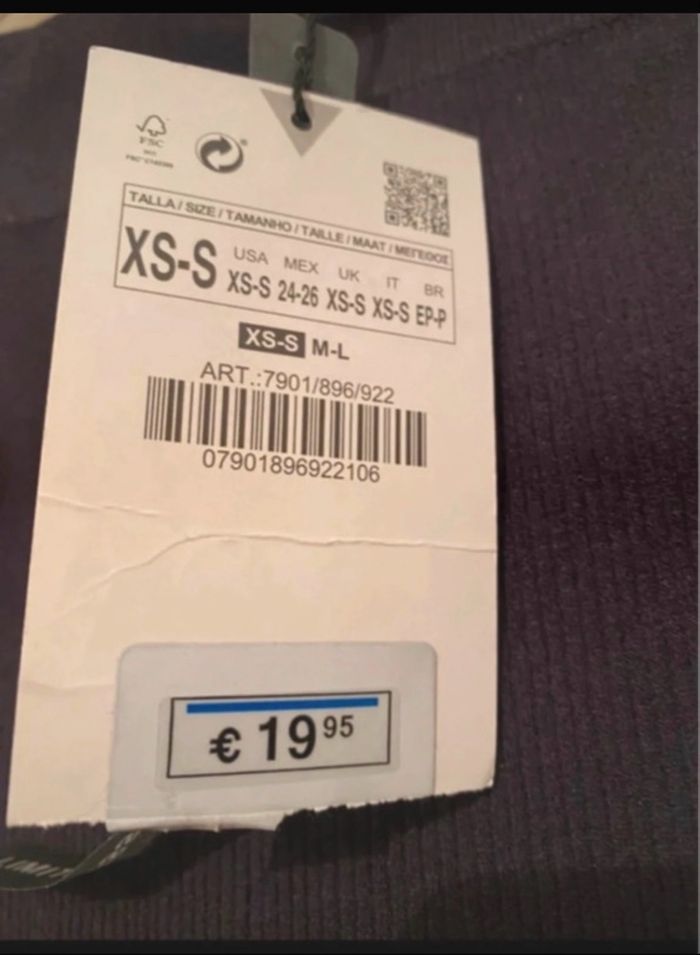 FSC
TALLA / SIZE / TAMANHO / TAILLE / MAAT / ΜΕΓΕΘΟΣ
XS-S
USA MEX UK IT BR
XS-S 24-26 XS-S XS-S EP-P
XS-S M-L
ART.:7901/896/922
07901896922106
€ 19 95